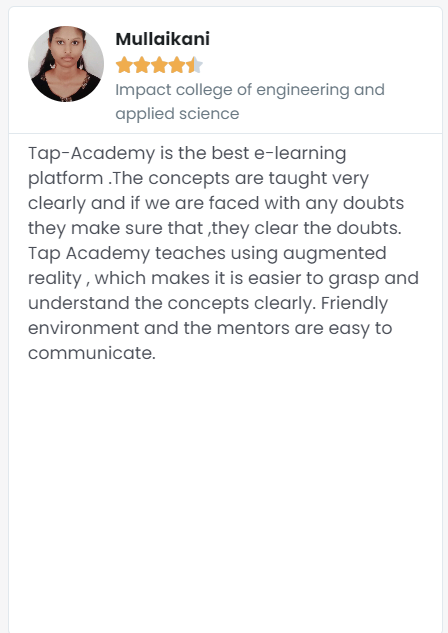 Mullaikani
Impact college of engineering and
applied science
Tap-Academy is the best e-learning
platform .The concepts are taught very
clearly and if we are faced with any doubts
they make sure that ,they clear the doubts.
Tap Academy teaches using augmented
reality , which makes it is easier to grasp and
understand the concepts clearly. Friendly
environment and the mentors are easy to
communicate.